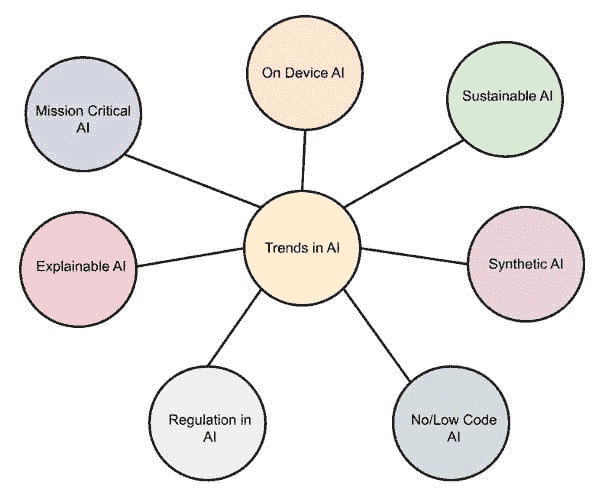 On Device AI
Sustainable AI
Mission Critical
AI
Trends in AI
Explainable AI
Synthetic AI
Regulation in
AI
No/Low Code
AI